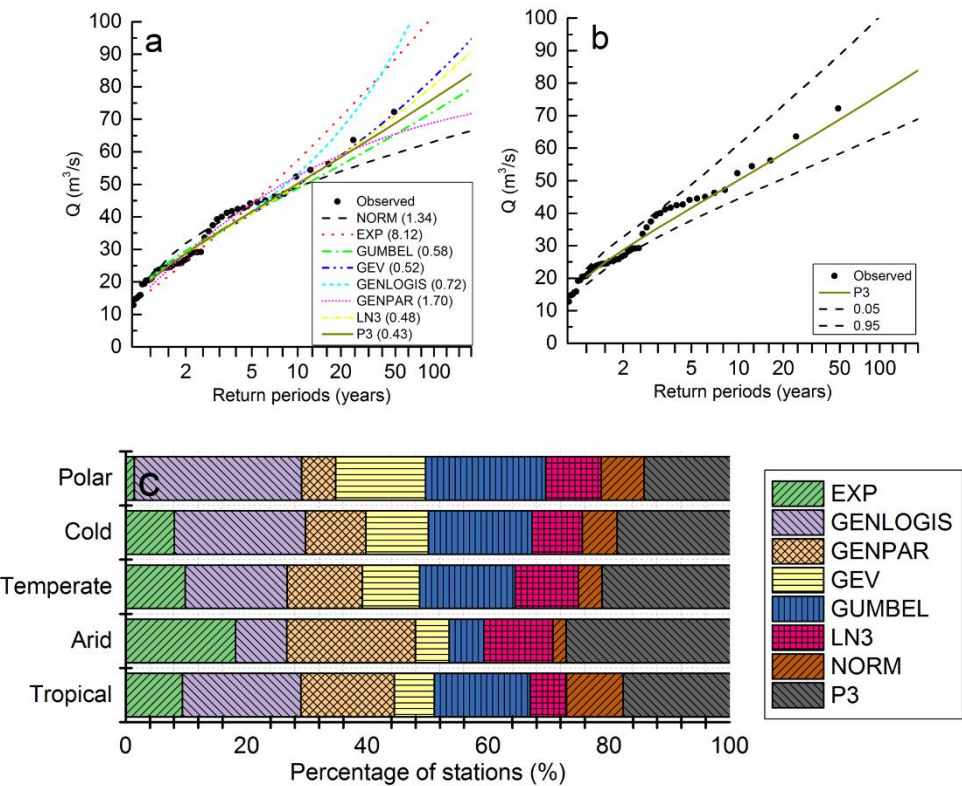 a
100
90
80
70
60
50
40
30
20
10
0
Q (m³/s)
Observed
NORM (1.34)
EXP (8.12)
GUMBEL (0.58)
GEV (0.52)
GENLOGIS (0.72)
GENPAR (1.70)
LN3 (0.48)
P3 (0.43)
2 5 10 20 50 100
Return periods (years)
b
100
90
80
70
60
50
40
30
20
10
0
Q (m³/s)
Observed
P3
0.05
0.95
2 5 10 20 50 100
Return periods (years)
c
Polar
Cold
Temperate
Arid
Tropical
0 20 40 60 80 100
Percentage of stations (%)
EXP
GENLOGIS
GENPAR
GEV
GUMBEL
LN3
NORM
P3